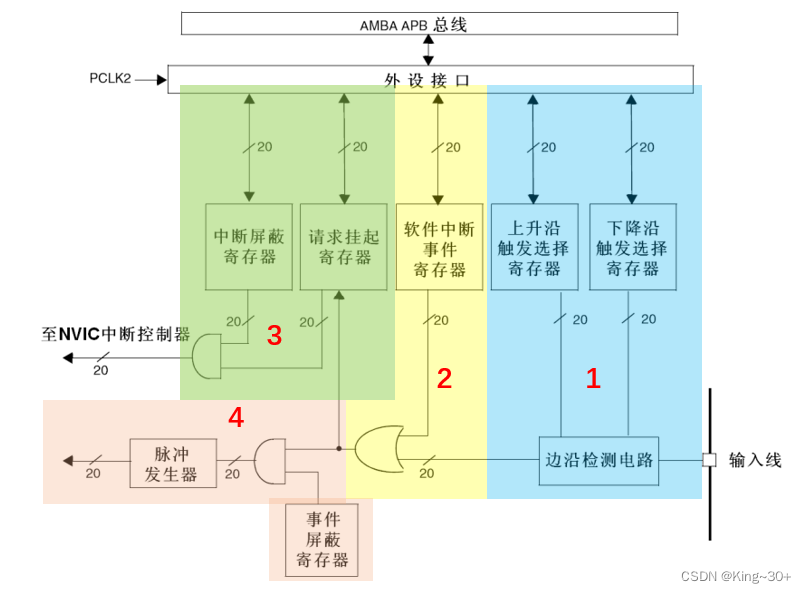 AMBA APB 总线
PCLK2
外设接口
20
20
20
20
20
中断屏蔽
寄存器
请求挂起
寄存器
软件中断
事件
寄存器
上升沿
触发选择
寄存器
下降沿
触发选择
寄存器
20
20
20
20
20
至NVIC中断控制器
20
3
2
1
4
脉冲
发生器
20
20
20
边沿检测电路
输入线
事件
屏蔽
寄存器
CSDN @King~30+